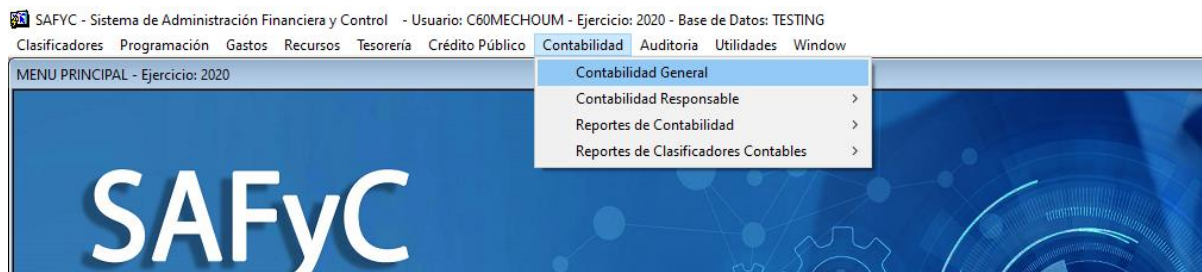 SAFYC - Sistema de Administración Financiera y Control - Usuario: C60MECHOUM - Ejercicio: 2020 - Base de Datos: TESTING
Clasificadores Programación Gastos Recursos Tesorería Crédito Público Contabilidad Auditoria Utilidades Window
MENU PRINCIPAL - Ejercicio: 2020
Contabilidad General
Contabilidad Responsable
Reportes de Contabilidad
Reportes de Clasificadores Contables
SAFyC